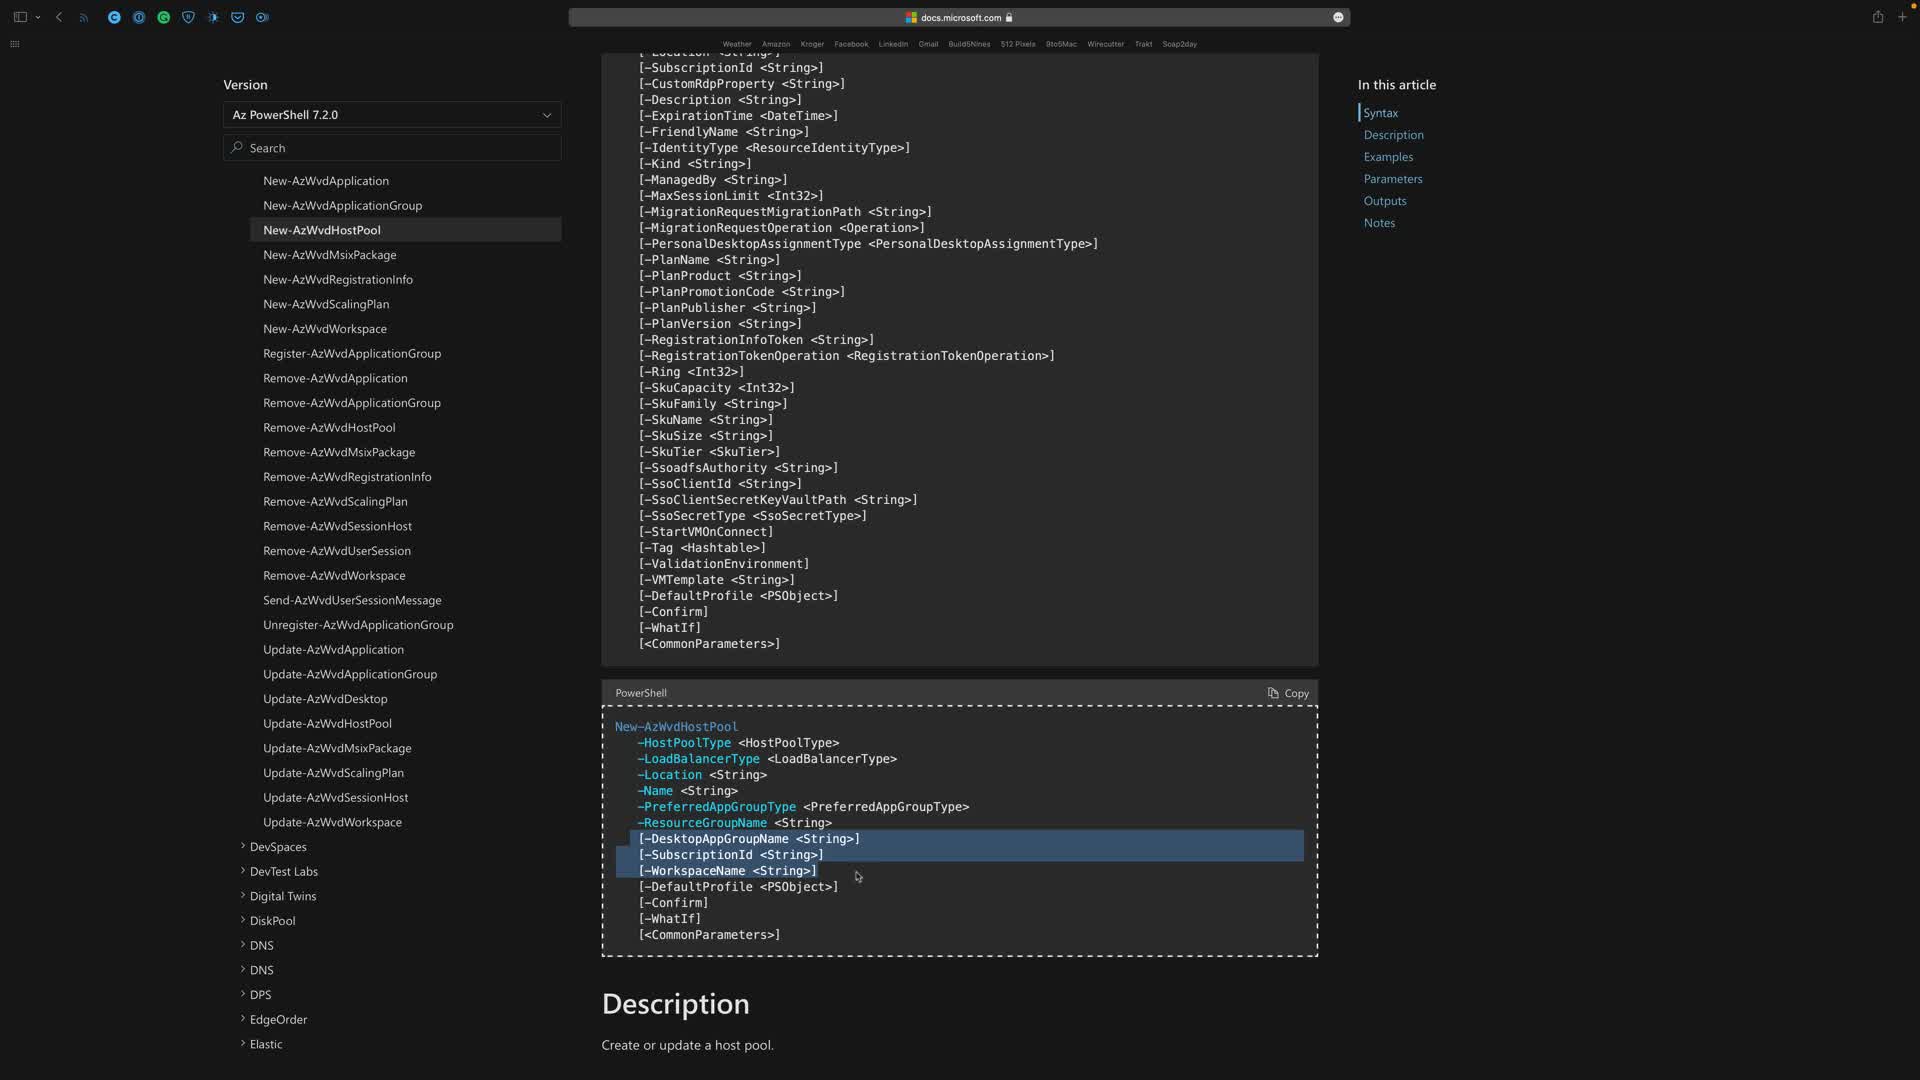 docs.microsoft.com
Weather Amazon Kroger Facebook LinkedIn Gmail Build5Nines 512 Pixels 9to5Mac Wirecutter Trakt Soap2day
Version
Az PowerShell 7.2.0
Search
New-AzWvdApplication
New-AzWvdApplicationGroup
New-AzWvdHostPool
New-AzWvdMsixPackage
New-AzWvdRegistrationInfo
New-AzWvdScalingPlan
New-AzWvdWorkspace
Register-AzWvdApplicationGroup
Remove-AzWvdApplication
Remove-AzWvdApplicationGroup
Remove-AzWvdHostPool
Remove-AzWvdMsixPackage
Remove-AzWvdRegistrationInfo
Remove-AzWvdScalingPlan
Remove-AzWvdSessionHost
Remove-AzWvdUserSession
Remove-AzWvdWorkspace
Send-AzWvdUserSessionMessage
Unregister-AzWvdApplicationGroup
Update-AzWvdApplication
Update-AzWvdApplicationGroup
Update-AzWvdDesktop
Update-AzWvdHostPool
Update-AzWvdMsixPackage
Update-AzWvdScalingPlan
Update-AzWvdSessionHost
Update-AzWvdWorkspace
DevSpaces
DevTest Labs
Digital Twins
DiskPool
DNS
DNS
DPS
EdgeOrder
Elastic
[-Location <String>]
[-SubscriptionId <String>]
[-CustomRdpProperty <String>]
[-Description <String>]
[-ExpirationTime <DateTime>]
[-FriendlyName <String>]
[-IdentityType <ResourceIdentityType>]
[-Kind <String>]
[-ManagedBy <String>]
[-MaxSessionLimit <Int32>]
[-MigrationRequestMigrationPath <String>]
[-MigrationRequestOperation <Operation>]
[-PersonalDesktopAssignmentType <PersonalDesktopAssignmentType>]
[-PlanName <String>]
[-PlanProduct <String>]
[-PlanPromotionCode <String>]
[-PlanPublisher <String>]
[-PlanVersion <String>]
[-RegistrationInfoToken <String>]
[-RegistrationTokenOperation <RegistrationTokenOperation>]
[-Ring <Int32>]
[-SkuCapacity <Int32>]
[-SkuFamily <String>]
[-SkuName <String>]
[-SkuSize <String>]
[-SkuTier <SkuTier>]
[-SsoadfsAuthority <String>]
[-SsoClientId <String>]
[-SsoClientSecretKeyVaultPath <String>]
[-SsoSecretType <SsoSecretType>]
[-StartVMOnConnect]
[-Tag <Hashtable>]
[-ValidationEnvironment]
[-VMTemplate <String>]
[-DefaultProfile <PSObject>]
[-Confirm]
[-WhatIf]
[<CommonParameters>]
PowerShell Copy
New-AzWvdHostPool
-HostPoolType <HostPoolType>
-LoadBalancerType <LoadBalancerType>
-Location <String>
-Name <String>
-PreferredAppGroupType <PreferredAppGroupType>
-ResourceGroupName <String>
[-DesktopAppGroupName <String>]
[-SubscriptionId <String>]
[-WorkspaceName <String>]
[-DefaultProfile <PSObject>]
[-Confirm]
[-WhatIf]
[<CommonParameters>]
Description
Create or update a host pool.
In this article
Syntax
Description
Examples
Parameters
Outputs
Notes